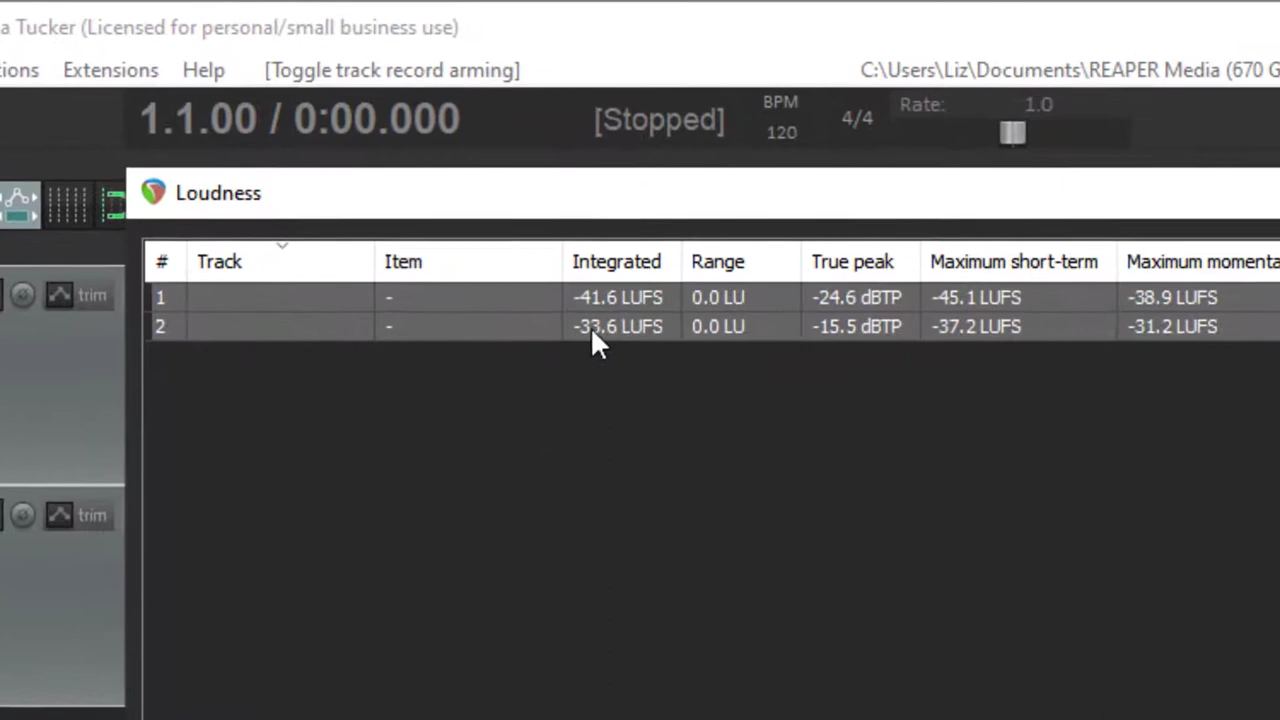 a Tucker (Licensed for personal/small business use)
tions Extensions Help [Toggle track record arming] C:\Users\Liz\Documents\REAPER Media (670 G
1.1.00 / 0:00.000 [Stopped] BPM 120 4/4 Rate: 1.0
Loudness
# Track Item Integrated Range True peak Maximum short-term Maximum momenta
1 - -41.6 LUFS 0.0 LU -24.6 dBTP -45.1 LUFS -38.9 LUFS
2 - -33.6 LUFS 0.0 LU -15.5 dBTP -37.2 LUFS -31.2 LUFS
trim
trim